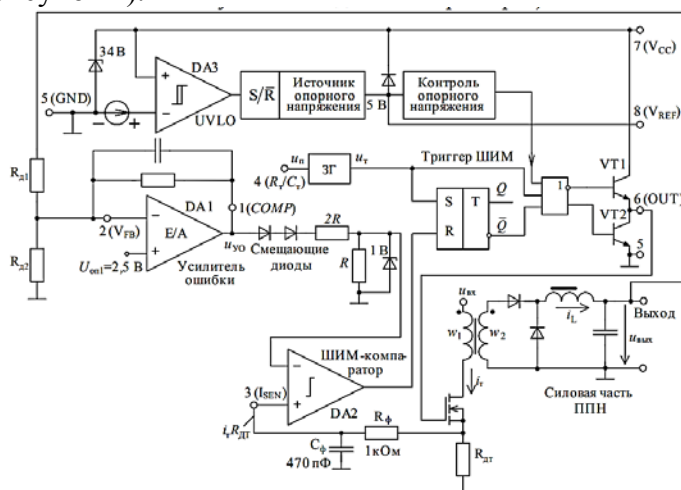 34В
DA3
UVLO
S/R̄
Источник опорного напряжения
5 В
Контроль опорного напряжения
7 (VCC)
8 (VREF)
5 (GND)
Rд1
Rд2
uп
4 (Rт/Cт)
ЗГ
uт
Триггер ШИМ
S
T
R
Q
Q̄
1
VT1
VT2
6 (OUT)
5
DA1
E/A
2 (VFB)
1 (COMP)
uУО
Uоп1=2,5 В
Усилитель ошибки
Смещающие диоды
2R
R
1 В
ШИМ-компаратор
DA2
3 (ISEN)
iтRДТ
Rф
1кОм
Cф
470 пФ
uвх
w1
w2
iт
iL
Выход
uвых
Силовая часть ППН
Rдт